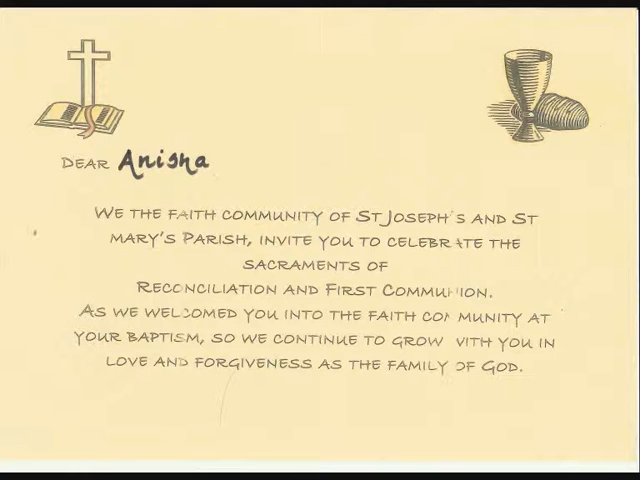 DEAR Anisha
WE THE FAITH COMMUNITY OF ST JOSEPH'S AND ST
MARY'S PARISH, INVITE YOU TO CELEBRATE THE
SACRAMENTS OF
RECONCILIATION AND FIRST COMMUNION.
AS WE WELCOMED YOU INTO THE FAITH COMMUNITY AT
YOUR BAPTISM, SO WE CONTINUE TO GROW WITH YOU IN
LOVE AND FORGIVENESS AS THE FAMILY OF GOD.